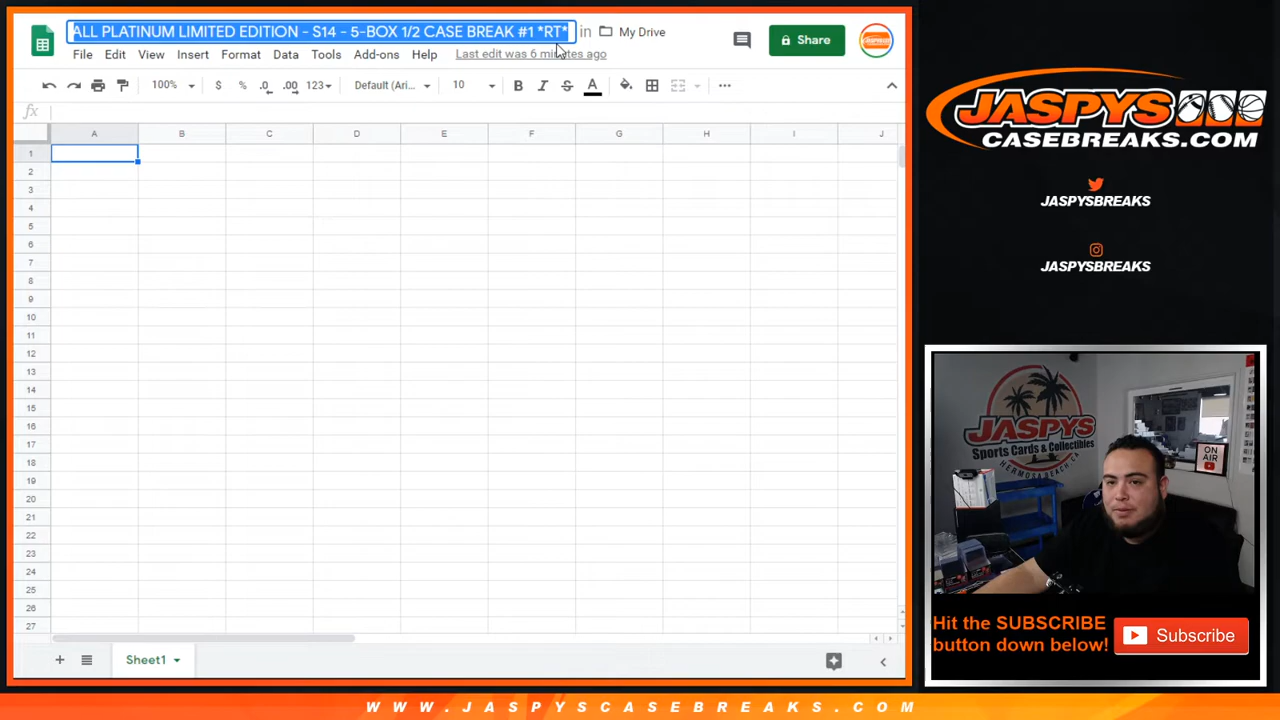 ALL PLATINUM LIMITED EDITION - S14 - 5-BOX 1/2 CASE BREAK #1 *RT*
in My Drive
Share
File Edit View Insert Format Data Tools Add-ons Help Last edit was 6 minutes ago
100% $ % .0 .00 123 Default (Ari... 10 B I S A
fx
A B C D E F G H I J
1
2
3
4
5
6
7
8
9
10
11
12
13
14
15
16
17
18
19
20
21
22
23
24
25
26
27
+ Sheet1
JASPYS
CASEBREAKS.COM
JASPYSBREAKS
JASPYSBREAKS
JASPYS
Sports Cards & Collectibles
HERMOSA BEACH, CA
ON
AIR
Hit the SUBSCRIBE
button down below!
Subscribe
WWW.JASPYSCASEBREAKS.COM